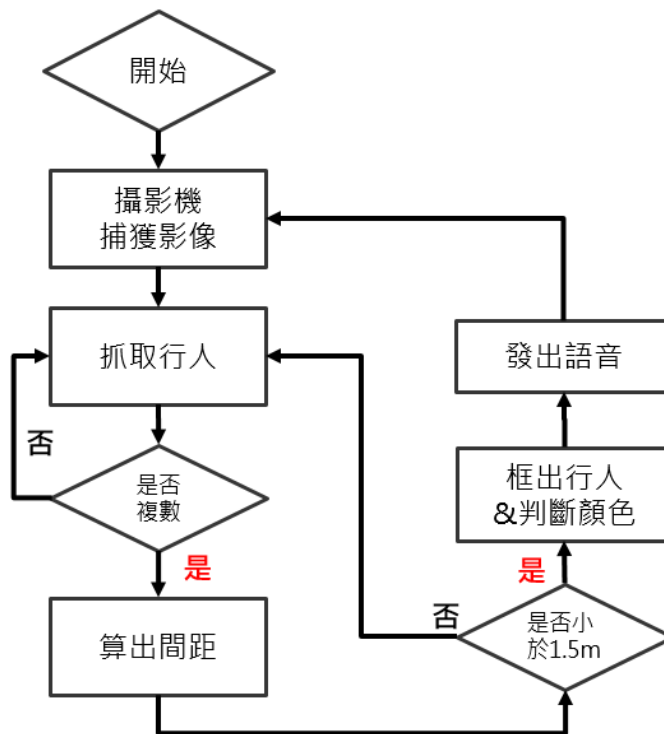 開始
攝影機
捕獲影像
抓取行人
否
是否
複數
是
算出間距
發出語音
框出行人
&判斷顏色
是
否
是否小
於1.5m